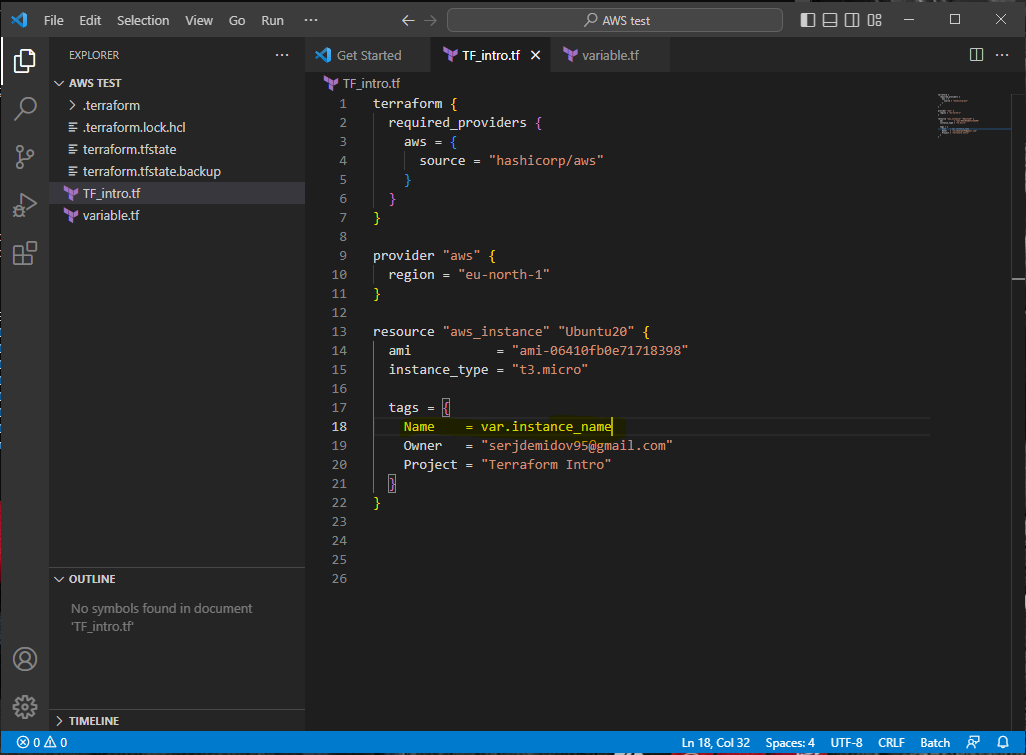 File Edit Selection View Go Run ··· ← → AWS test
EXPLORER ···
AWS TEST
.terraform
.terraform.lock.hcl
terraform.tfstate
terraform.tfstate.backup
TF_intro.tf
variable.tf
OUTLINE
No symbols found in document
'TF_intro.tf'
TIMELINE
Get Started TF_intro.tf variable.tf ···
TF_intro.tf
1 terraform {
2 required_providers {
3 aws = {
4 source = "hashicorp/aws"
5 }
6 }
7 }
8
9 provider "aws" {
10 region = "eu-north-1"
11 }
12
13 resource "aws_instance" "Ubuntu20" {
14 ami = "ami-06410fb0e71718398"
15 instance_type = "t3.micro"
16
17 tags = {
18 Name = var.instance_name
19 Owner = "serjdemidov95@gmail.com"
20 Project = "Terraform Intro"
21 }
22 }
23
24
25
26
0 0 Ln 18, Col 32 Spaces: 4 UTF-8 CRLF Batch